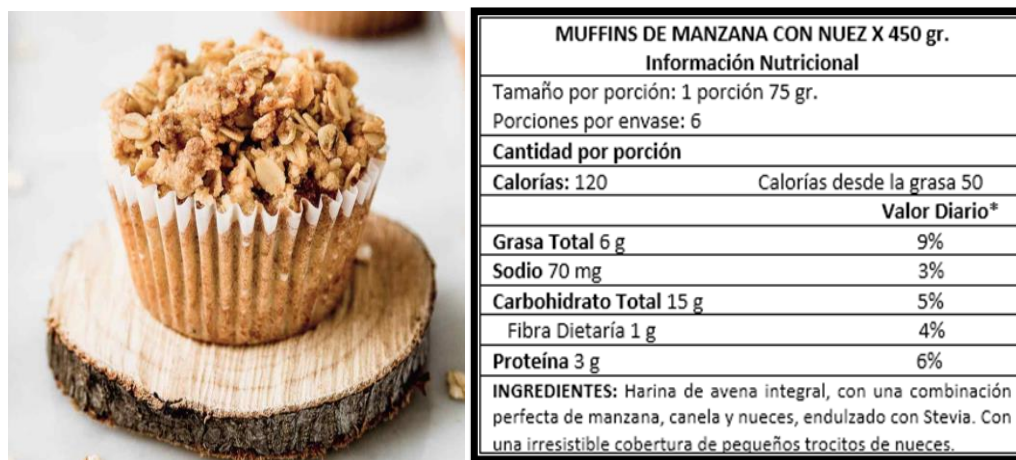 MUFFINS DE MANZANA CON NUEZ X 450 gr.
Información Nutricional
Tamaño por porción: 1 porción 75 gr.
Porciones por envase: 6
Cantidad por porción
Calorías: 120 Calorías desde la grasa 50
Valor Diario*
Grasa Total 6 g 9%
Sodio 70 mg 3%
Carbohidrato Total 15 g 5%
Fibra Dietaría 1 g 4%
Proteína 3 g 6%
INGREDIENTES: Harina de avena integral, con una combinación
perfecta de manzana, canela y nueces, endulzado con Stevia. Con
una irresistible cobertura de pequeños trocitos de nueces.